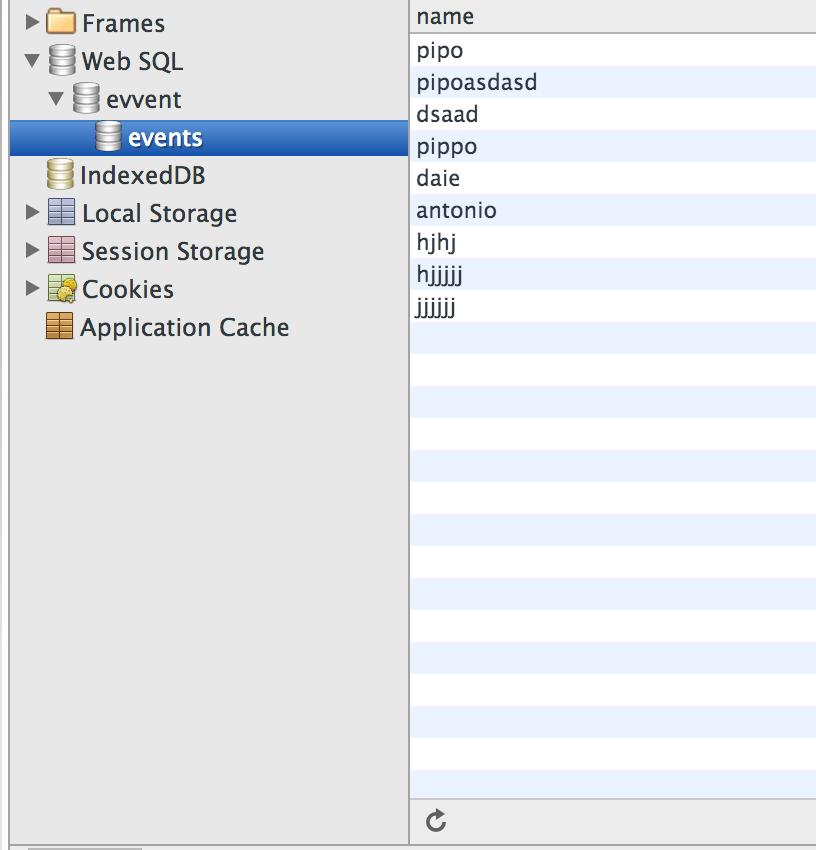 Frames
Web SQL
evvent
events
IndexedDB
Local Storage
Session Storage
Cookies
Application Cache
name
pipo
pipoasdasd
dsaad
pippo
daie
antonio
hjhj
hjjjjj
jjjjjj